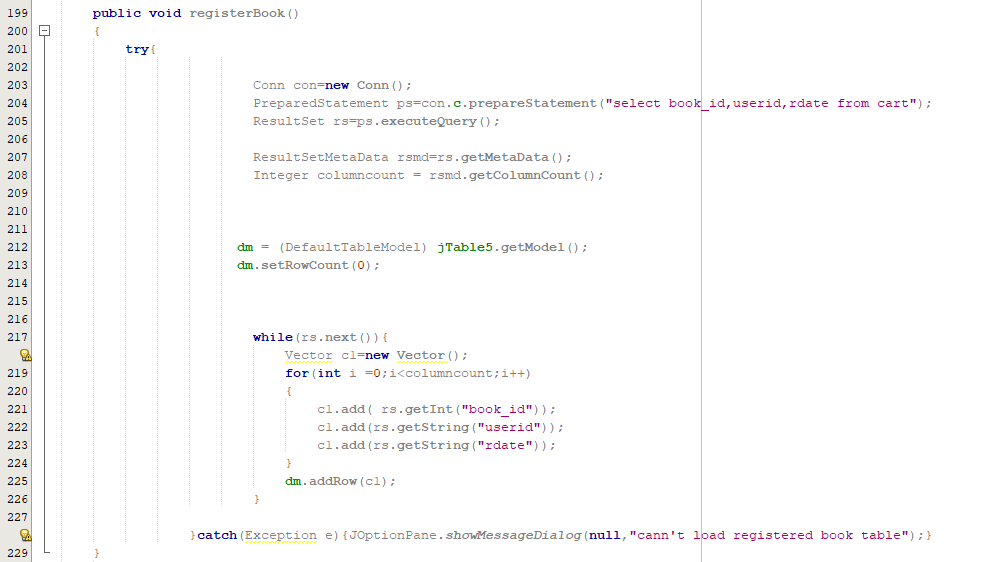 199 public void registerBook()
200 {
201 try{
202
203 Conn con=new Conn();
204 PreparedStatement ps=con.c.prepareStatement("select book_id,userid,rdate from cart");
205 ResultSet rs=ps.executeQuery();
206
207 ResultSetMetaData rsmd=rs.getMetaData();
208 Integer columncount = rsmd.getColumnCount();
209
210
211
212 dm = (DefaultTableModel) jTable5.getModel();
213 dm.setRowCount(0);
214
215
216
217 while(rs.next()){
Vector cl=new Vector();
219 for(int i =0;i<columncount;i++)
220 {
221 cl.add( rs.getInt("book_id"));
222 cl.add(rs.getString("userid"));
223 cl.add(rs.getString("rdate"));
224 }
225 dm.addRow(cl);
226 }
227
}catch(Exception e){JOptionPane.showMessageDialog(null,"cann't load registered book table");}
229 }